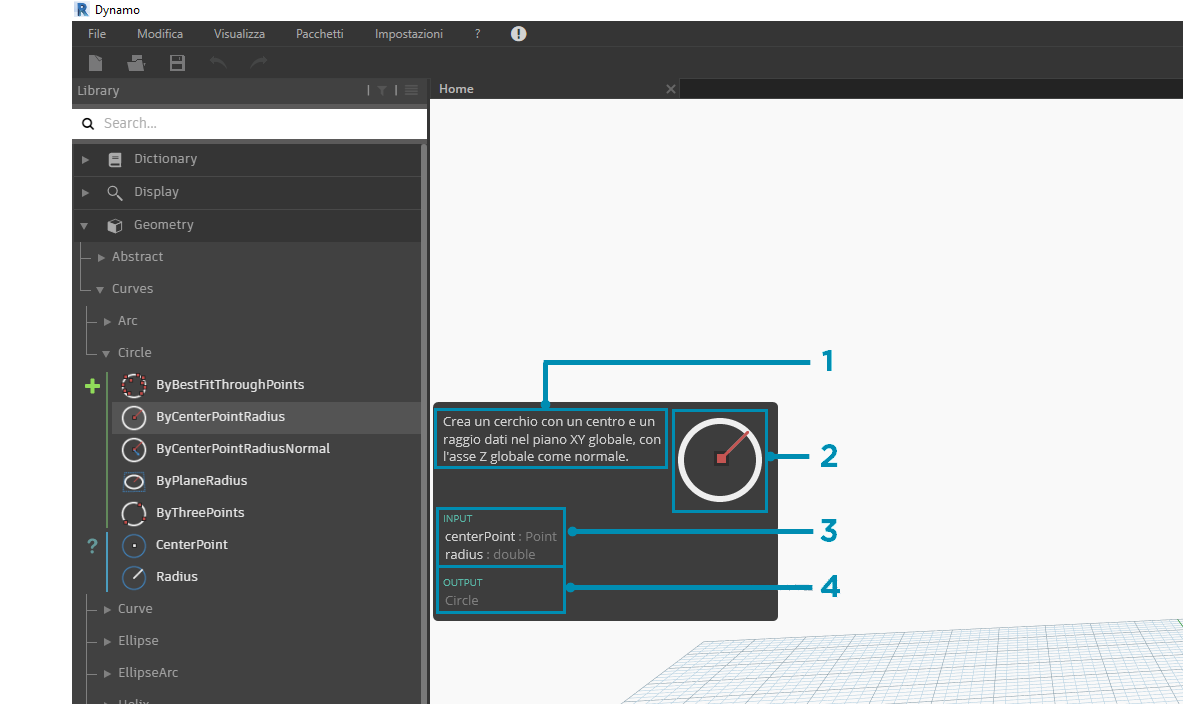 Dynamo
File Modifica Visualizza Pacchetti Impostazioni ?
Library
Home
Search...
Dictionary
Display
Geometry
Abstract
Curves
Arc
Circle
ByBestFitThroughPoints
ByCenterPointRadius
ByCenterPointRadiusNormal
ByPlaneRadius
ByThreePoints
? CenterPoint
Radius
Curve
Ellipse
EllipseArc
Helix
1
Crea un cerchio con un centro e un
raggio dati nel piano XY globale, con
l'asse Z globale come normale.
2
INPUT
centerPoint : Point
radius : double
3
OUTPUT
Circle
4